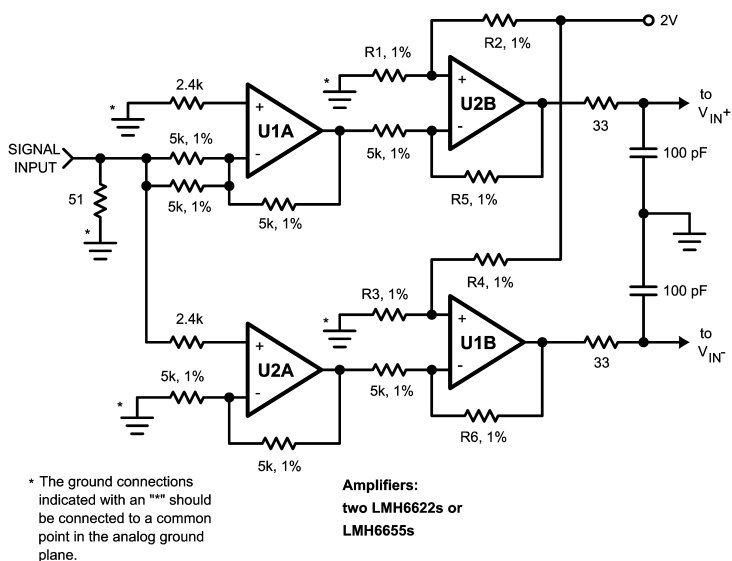 2V
R2, 1%
R1, 1%
*
+
-
U2B
to
VIN+
33
2.4k
*
+
-
U1A
5k, 1%
5k, 1%
SIGNAL
INPUT
5k, 1%
5k, 1%
R5, 1%
100 pF
51
*
R4, 1%
R3, 1%
*
+
-
U1B
100 pF
to
VIN-
33
2.4k
+
-
U2A
5k, 1%
*
5k, 1%
5k, 1%
R6, 1%
* The ground connections
indicated with an "*" should
be connected to a common
point in the analog ground
plane.
Amplifiers:
two LMH6622s or
LMH6655s